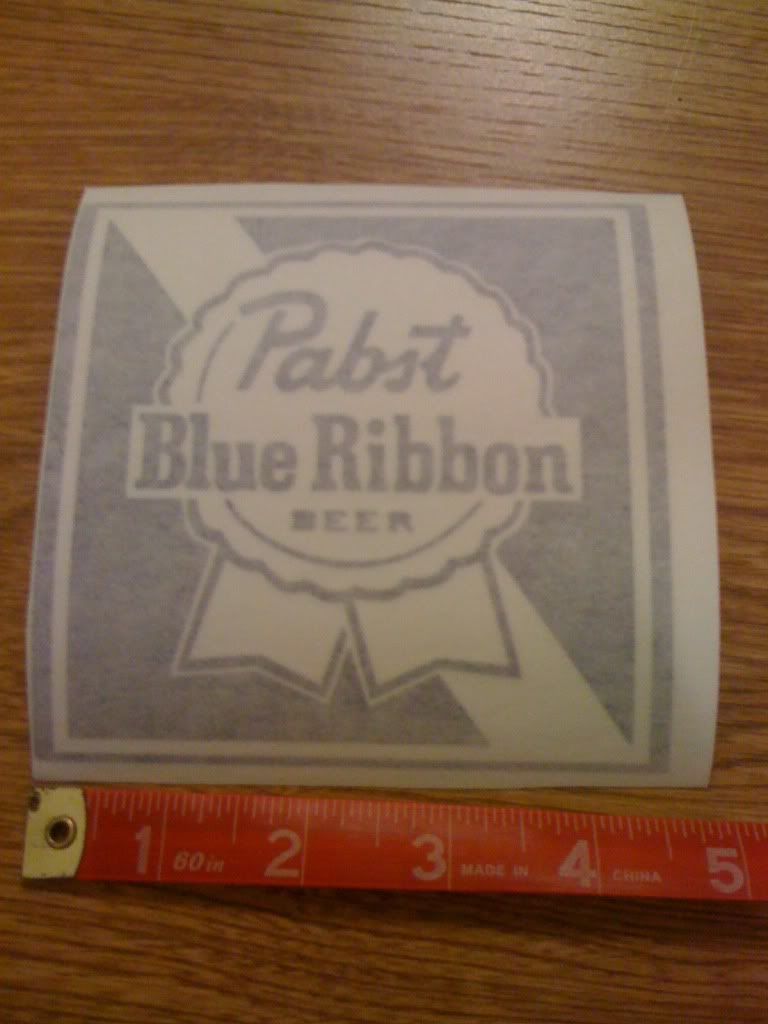 Pabst
Blue Ribbon
BEER
1 60in 2 3 MADE IN 4 CHINA 5